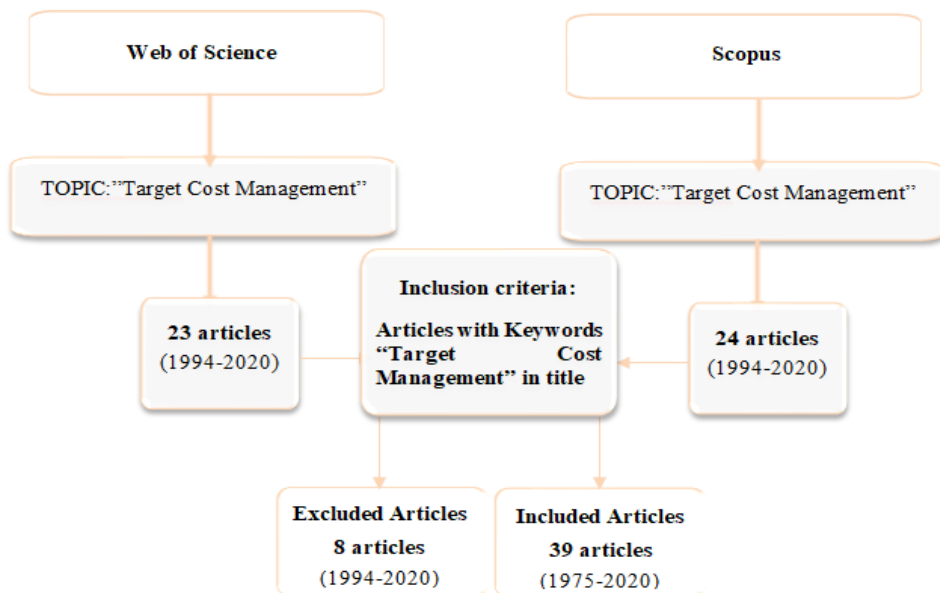 Web of Science
Scopus
TOPIC:”Target Cost Management”
TOPIC:”Target Cost Management”
Inclusion criteria:
Articles with Keywords
“Target Cost
Management” in title
23 articles
(1994-2020)
24 articles
(1994-2020)
Excluded Articles
8 articles
(1994-2020)
Included Articles
39 articles
(1975-2020)